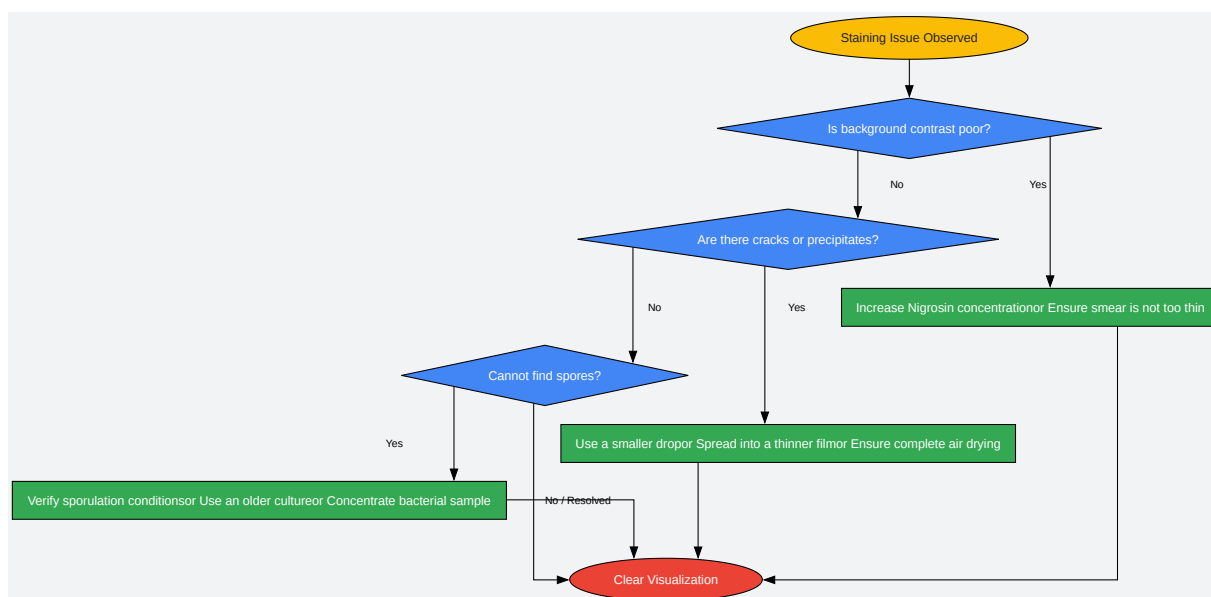 Staining Issue Observed
Is background contrast poor?
No
Yes
Are there cracks or precipitates?
Increase Nigrosin concentrationor Ensure smear is not too thin
No
Yes
Cannot find spores?
Yes
Use a smaller dropor Spread into a thinner filmor Ensure complete air drying
Verify sporulation conditionsor Use an older cultureor Concentrate bacterial sample
No / Resolved
Clear Visualization